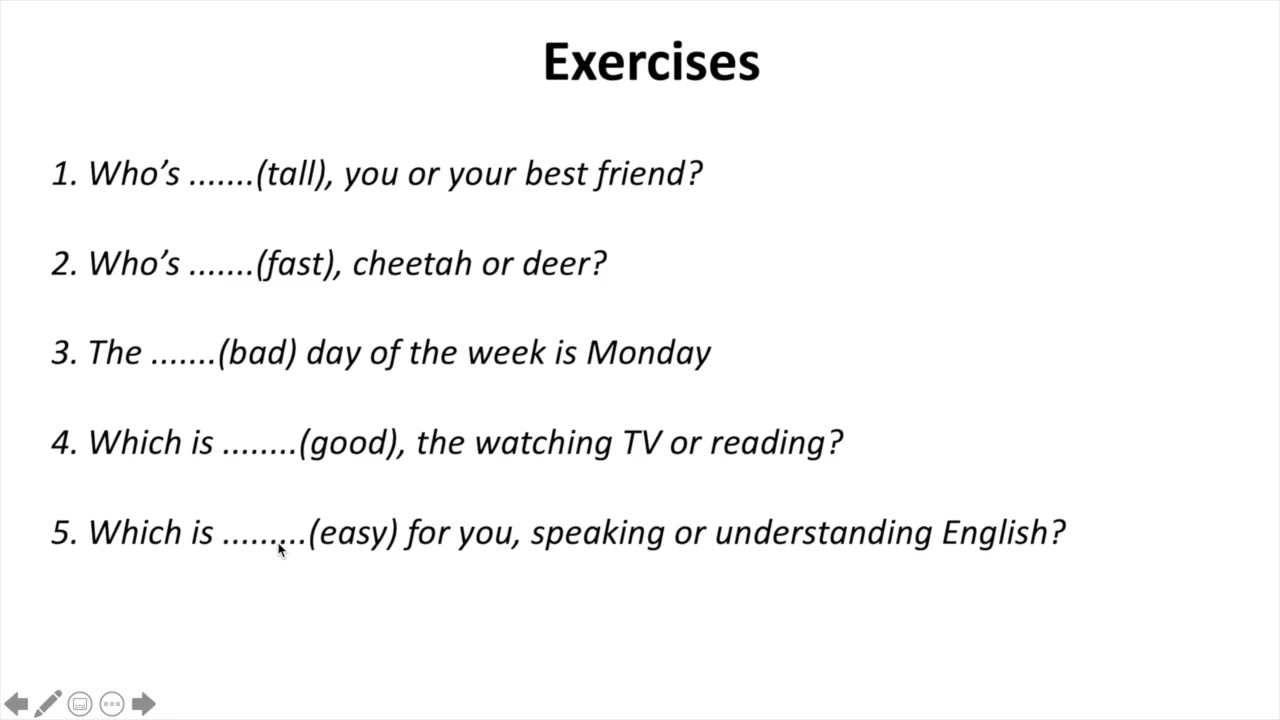 Exercises
1. Who’s .......(tall), you or your best friend?
2. Who’s .......(fast), cheetah or deer?
3. The .......(bad) day of the week is Monday
4. Which is ........(good), the watching TV or reading?
5. Which is .........(easy) for you, speaking or understanding English?